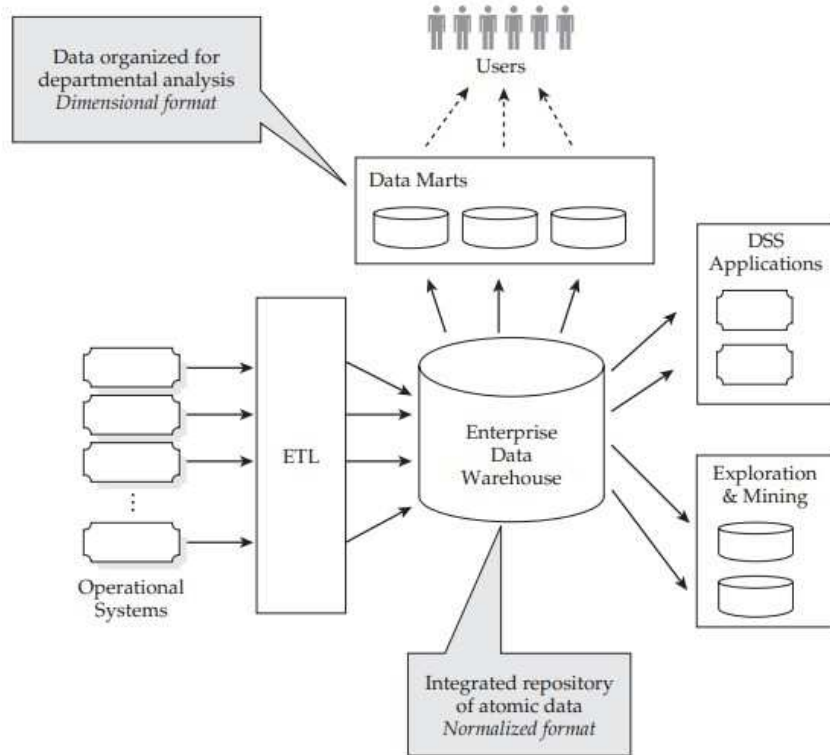 Data organized for
departmental analysis
Dimensional format
Users
Data Marts
DSS
Applications
ETL
Enterprise
Data
Warehouse
Exploration
& Mining
Operational
Systems
Integrated repository
of atomic data
Normalized format